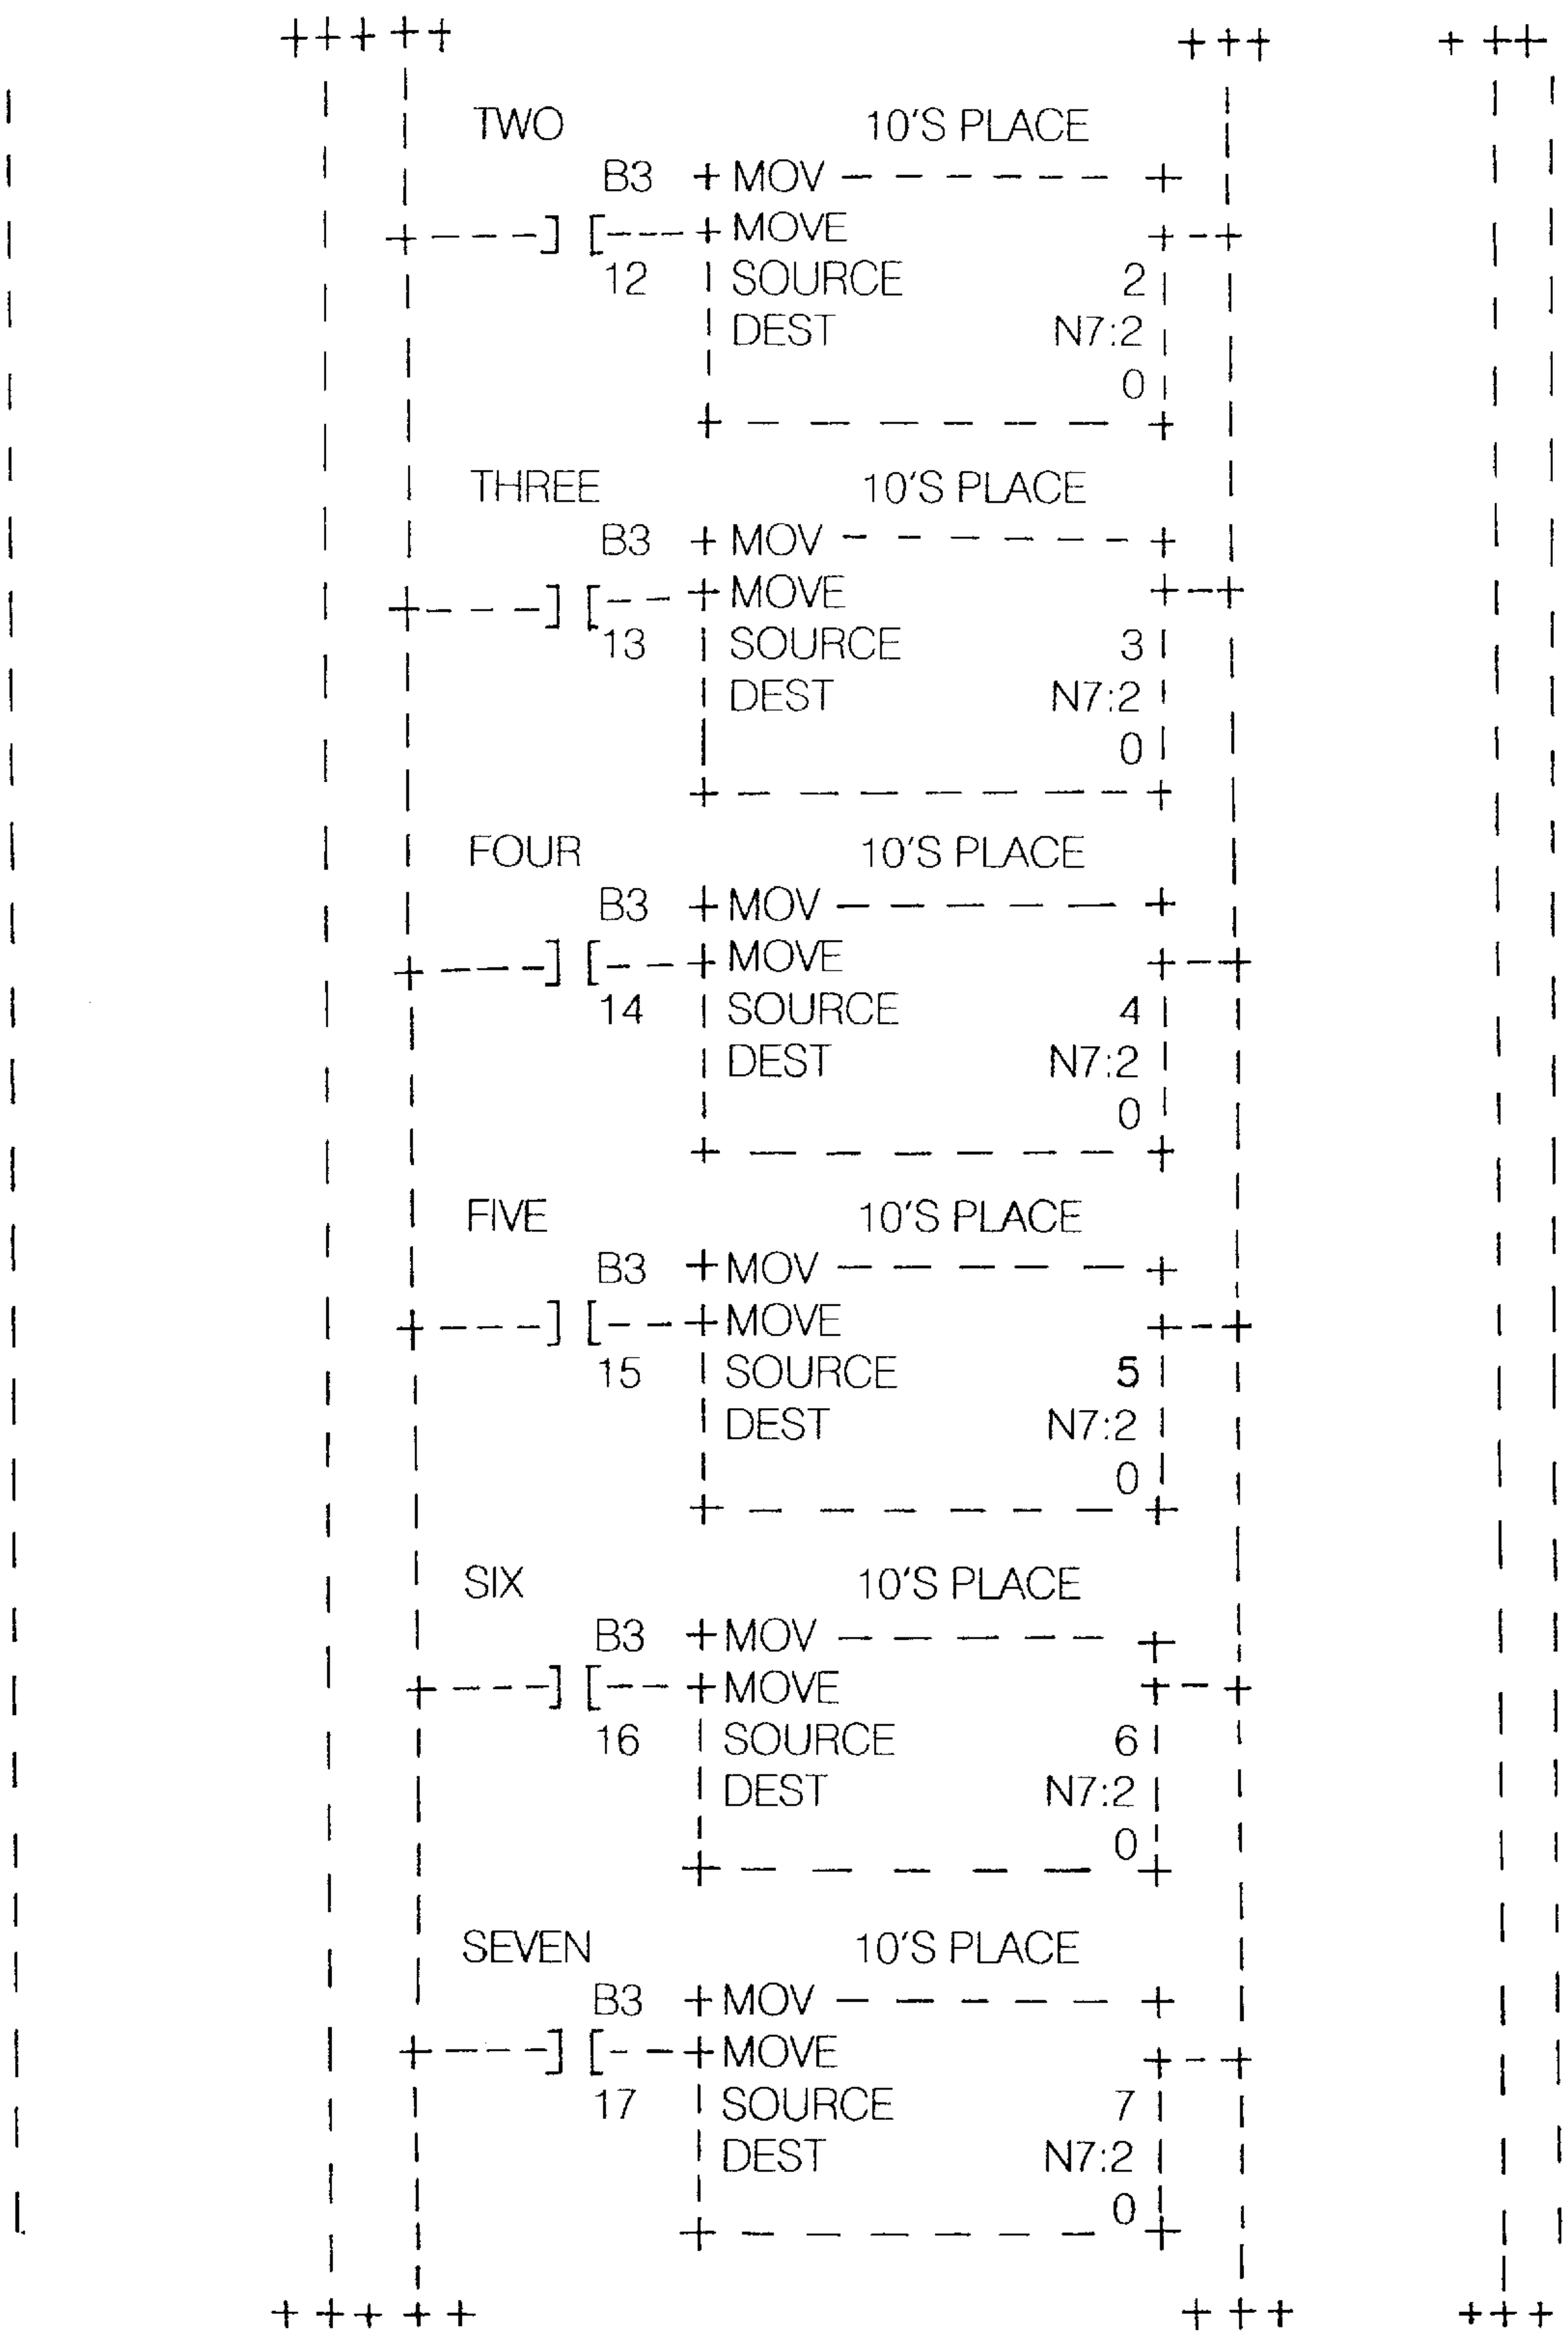 TWO 10'S PLACE
B3 MOV
] [ MOVE
12 SOURCE 2
DEST N7:2
0
THREE 10'S PLACE
B3 MOV
] [ MOVE
13 SOURCE 3
DEST N7:2
0
FOUR 10'S PLACE
B3 MOV
] [ MOVE
14 SOURCE 4
DEST N7:2
0
FIVE 10'S PLACE
B3 MOV
] [ MOVE
15 SOURCE 5
DEST N7:2
0
SIX 10'S PLACE
B3 MOV
] [ MOVE
16 SOURCE 6
DEST N7:2
0
SEVEN 10'S PLACE
B3 MOV
] [ MOVE
17 SOURCE 7
DEST N7:2
0